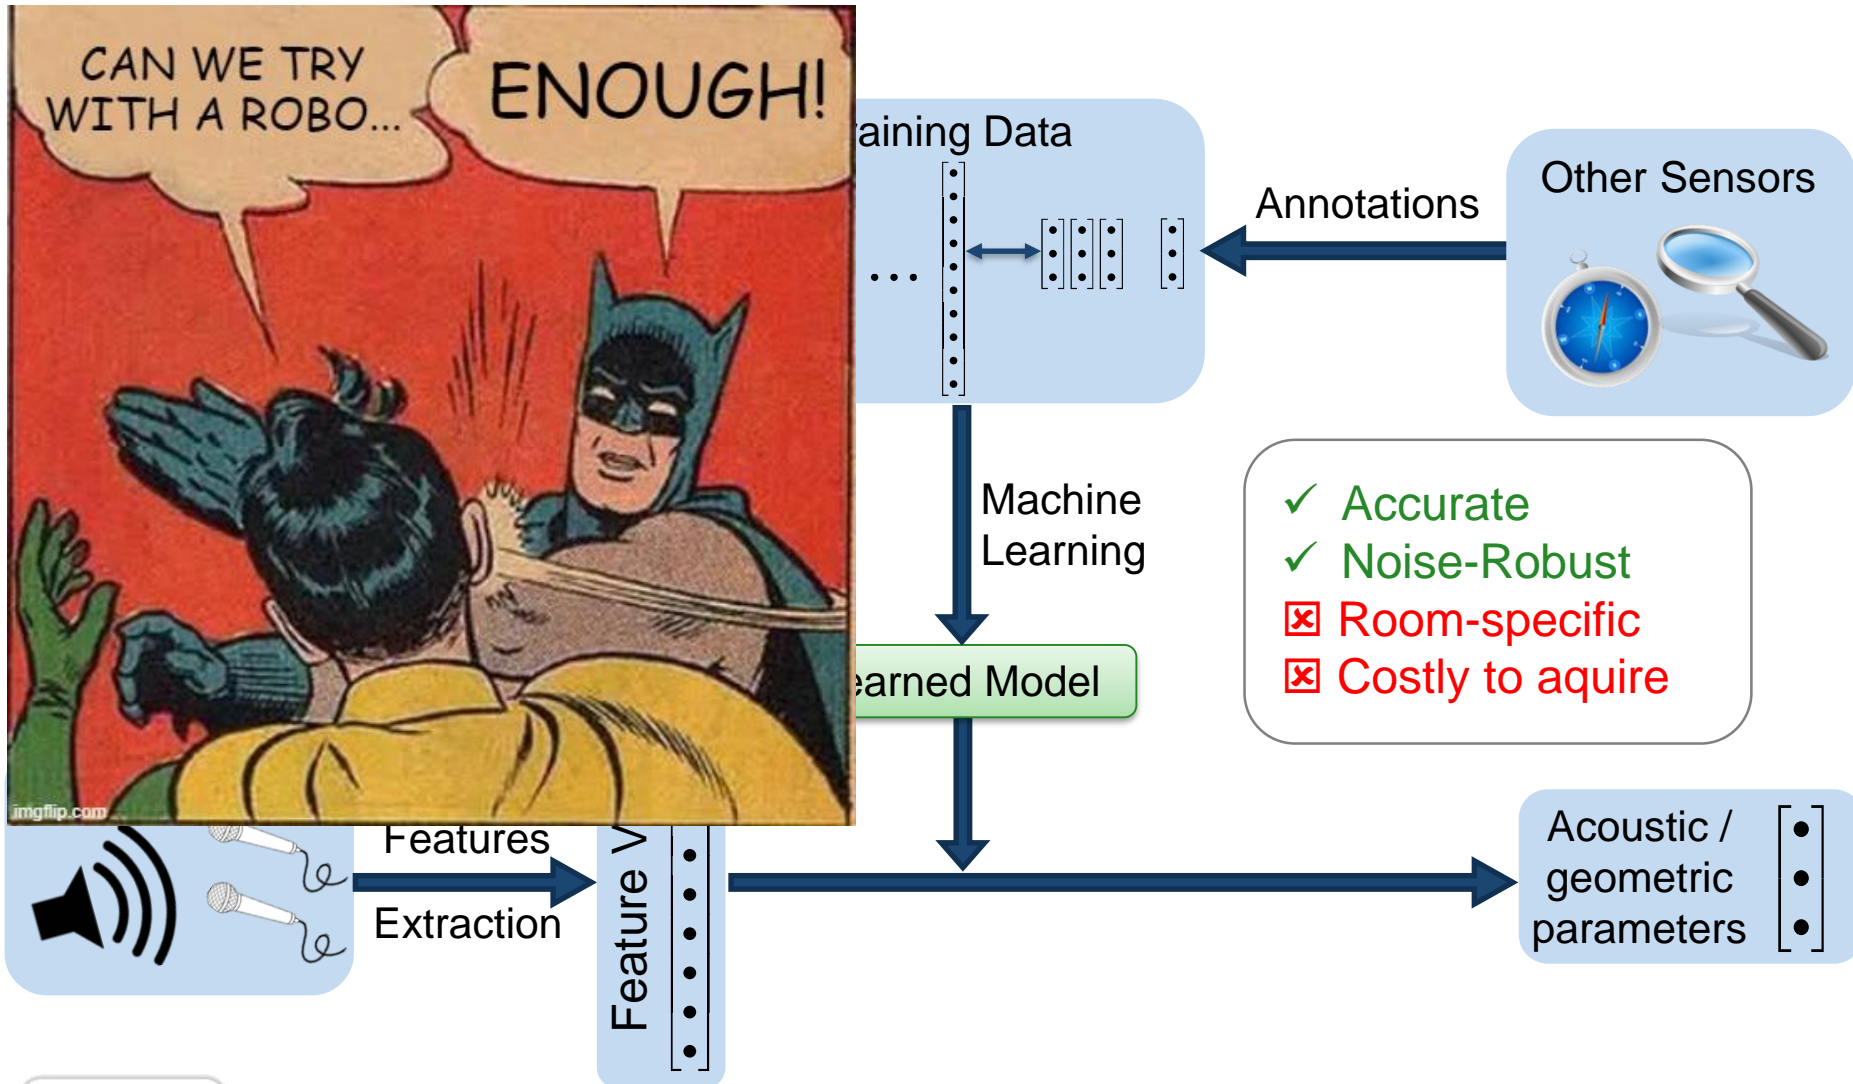 CAN WE TRY
WITH A ROBO...
ENOUGH!
raining Data
...
Annotations
Other Sensors
Machine
Learning
✓ Accurate
✓ Noise-Robust
☒ Room-specific
☒ Costly to aquire
earned Model
imgflip.com
Features
Extraction
Feature V
Acoustic /
geometric
parameters